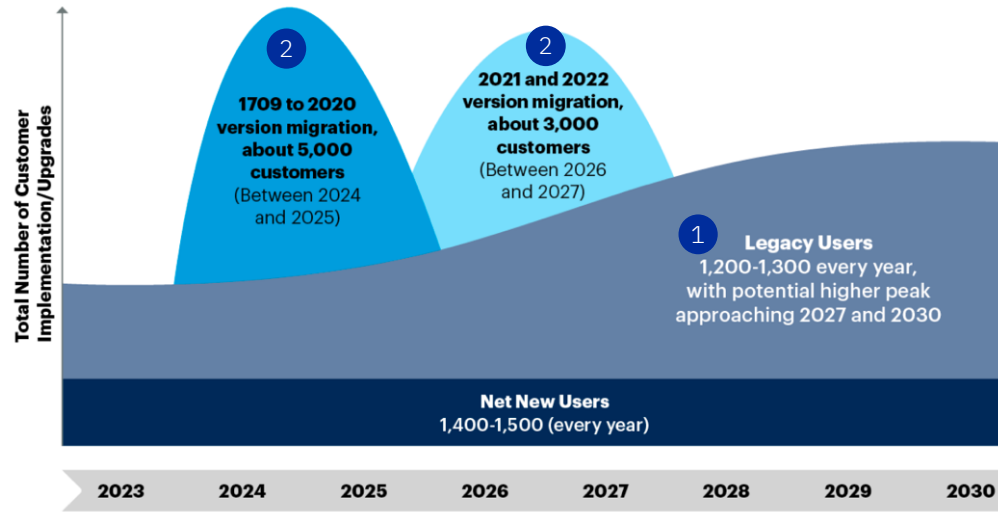 Total Number of Customer
Implementation/Upgrades
2
1709 to 2020
version migration,
about 5,000
customers
(Between 2024
and 2025)
2
2021 and 2022
version migration,
about 3,000
customers
(Between 2026
and 2027)
1
Legacy Users
1,200-1,300 every year,
with potential higher peak
approaching 2027 and 2030
Net New Users
1,400-1,500 (every year)
2023 2024 2025 2026 2027 2028 2029 2030